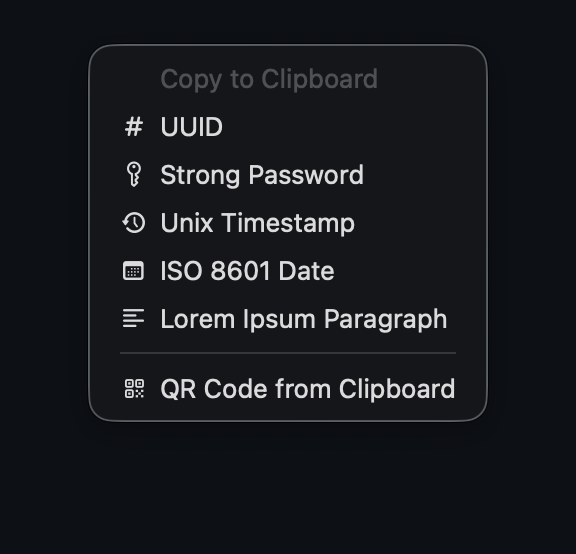 Copy to Clipboard
UUID
Strong Password
Unix Timestamp
ISO 8601 Date
Lorem Ipsum Paragraph
QR Code from Clipboard